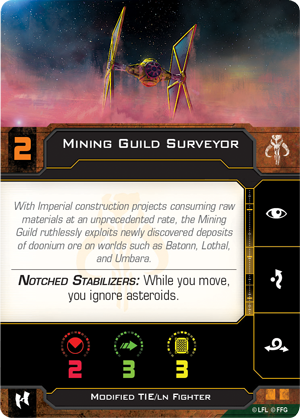 2 Mining Guild Surveyor
With Imperial construction projects consuming raw
materials at an unprecedented rate, the Mining
Guild ruthlessly exploits newly discovered deposits
of doonium ore on worlds such as Batonn, Lothal,
and Umbara.
Notched Stabilizers: While you move,
you ignore asteroids.
2 3 3
Modified TIE/ln Fighter
© LFL © FFG